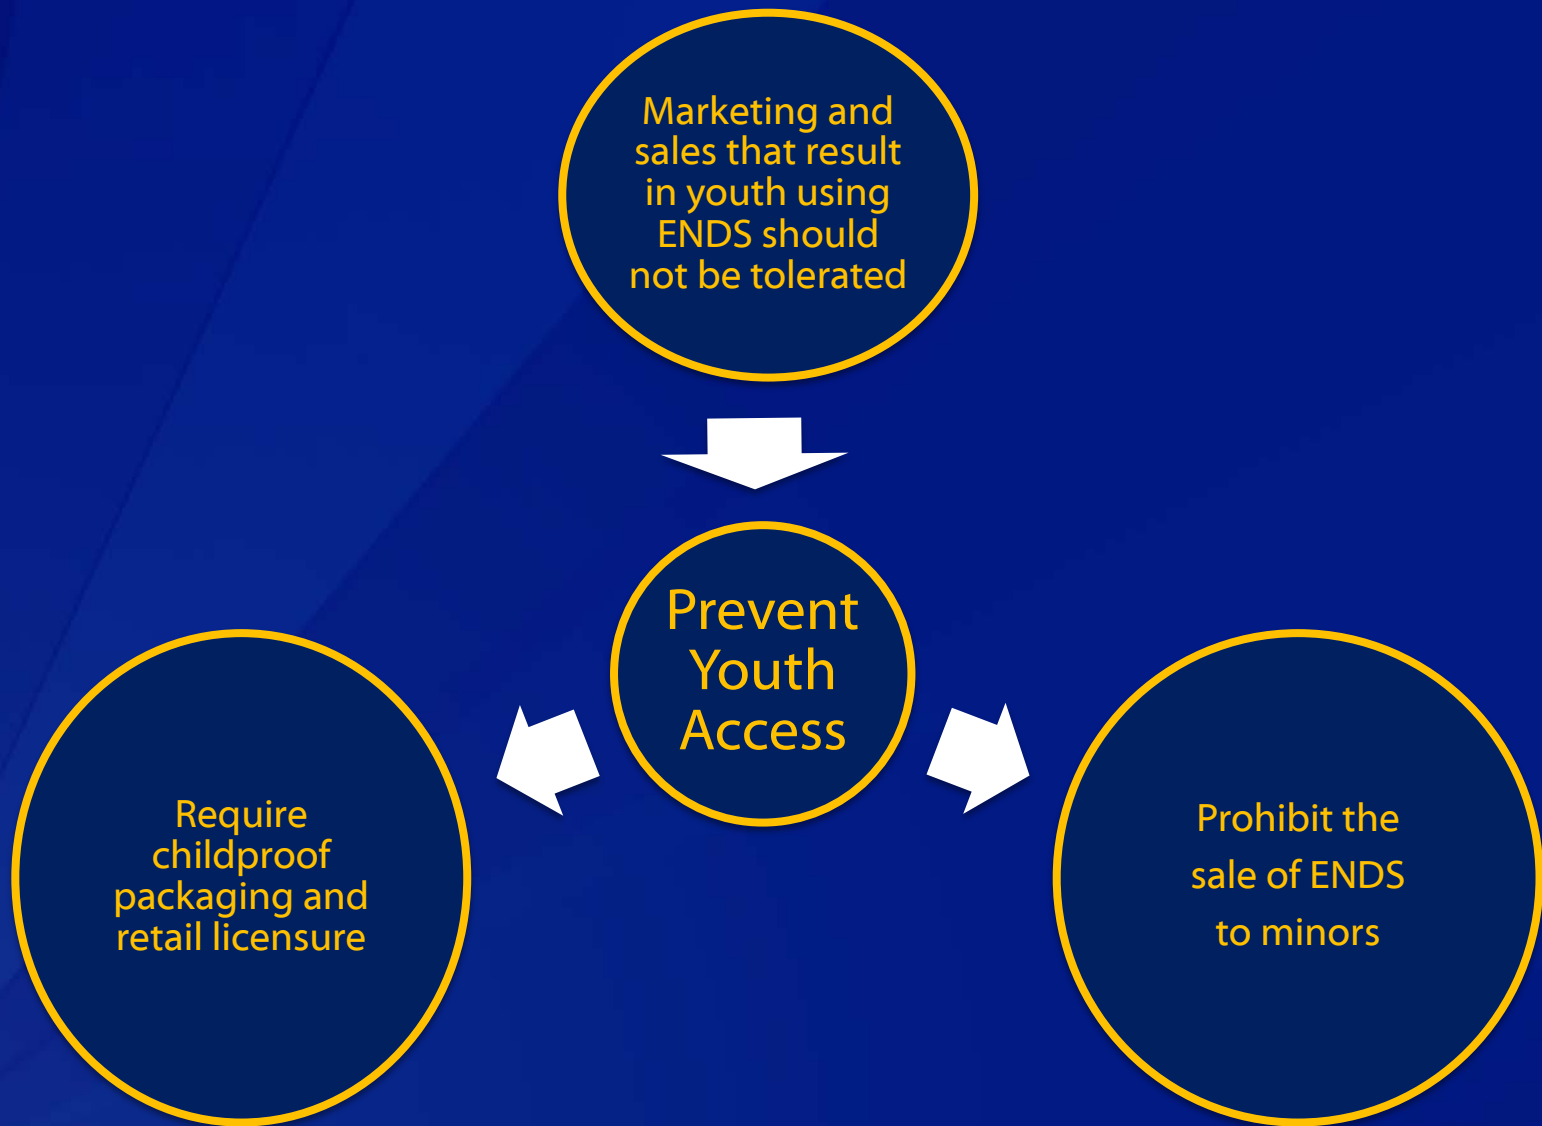 Marketing and
sales that result
in youth using
ENDS should
not be tolerated
Prevent
Youth
Access
Require
childproof
packaging and
retail licensure
Prohibit the
sale of ENDS
to minors